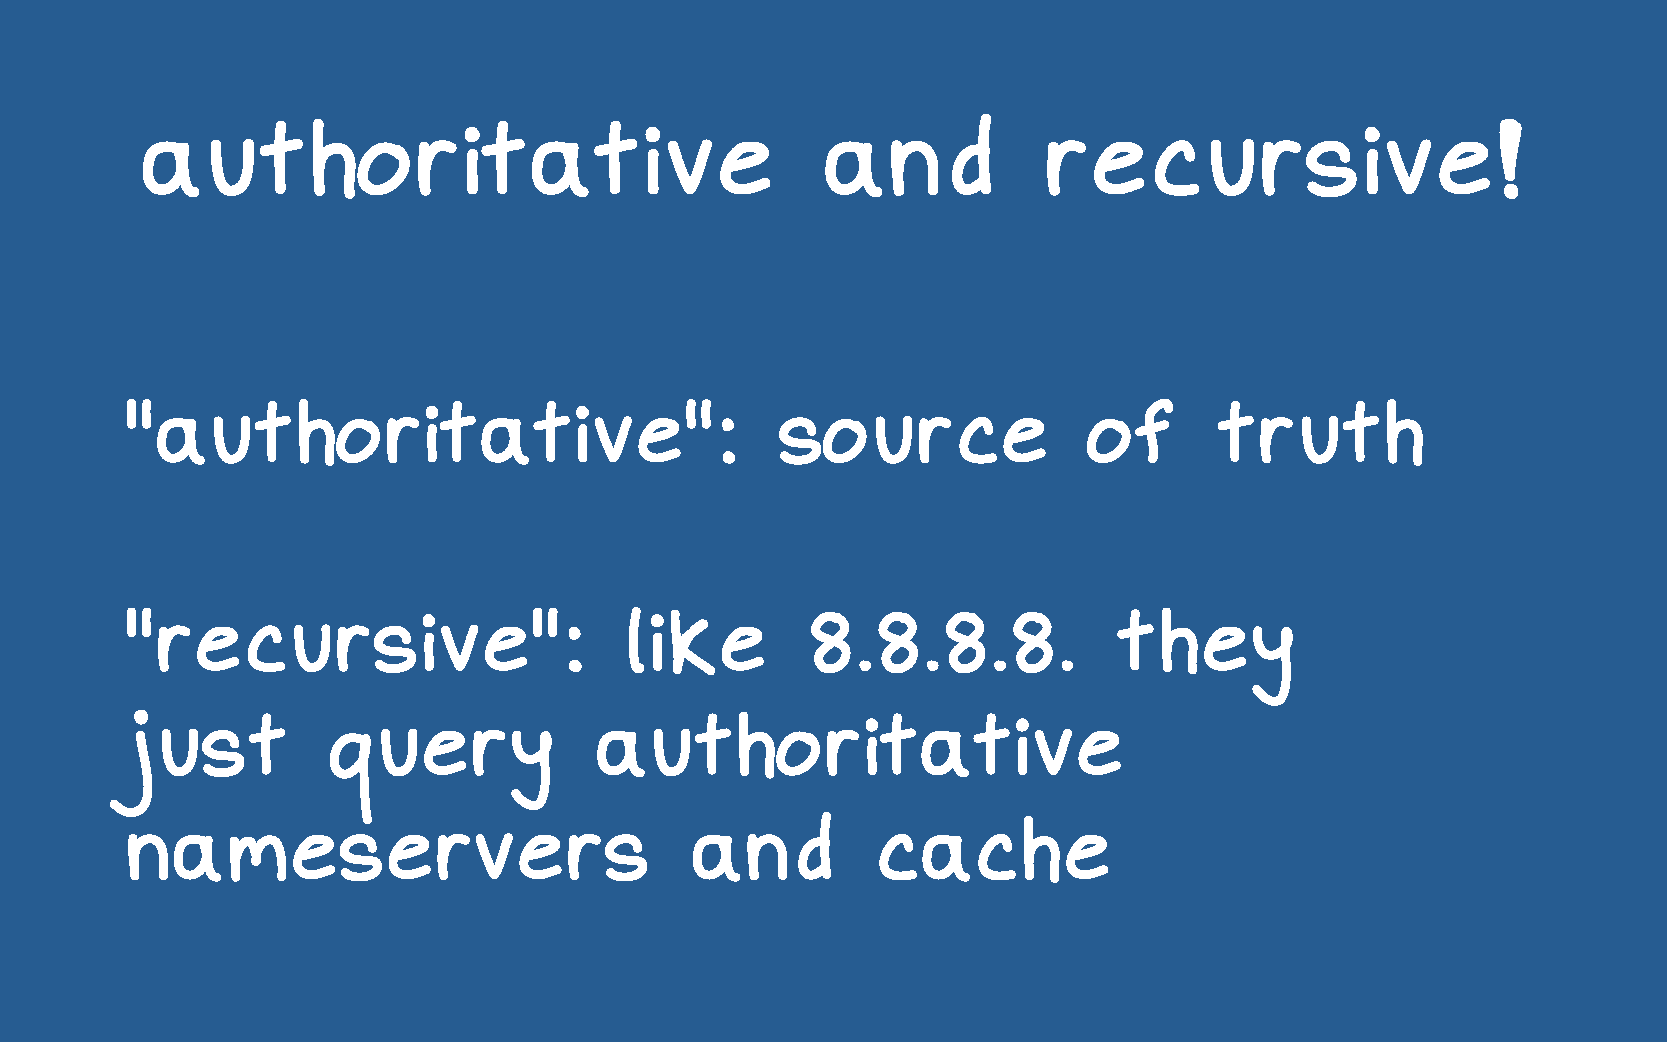 authoritative and recursive!
"authoritative": source of truth
"recursive": like 8.8.8.8. they
just query authoritative
nameservers and cache